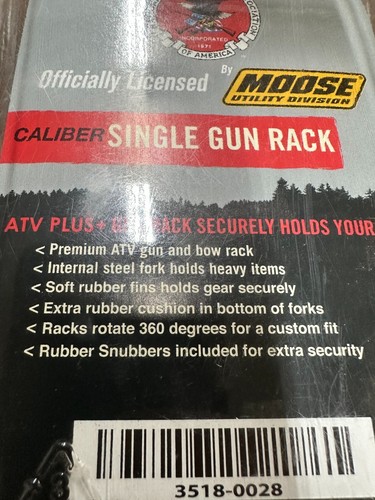 INCORPORATED
1871
OF AMERICA
Officially Licensed By MOOSE
UTILITY DIVISION
CALIBER SINGLE GUN RACK
ATV PLUS+ GUN RACK SECURELY HOLDS YOUR
< Premium ATV gun and bow rack
< Internal steel fork holds heavy items
< Soft rubber fins holds gear securely
< Extra rubber cushion in bottom of forks
< Racks rotate 360 degrees for a custom fit
< Rubber Snubbers included for extra security
3518-0028